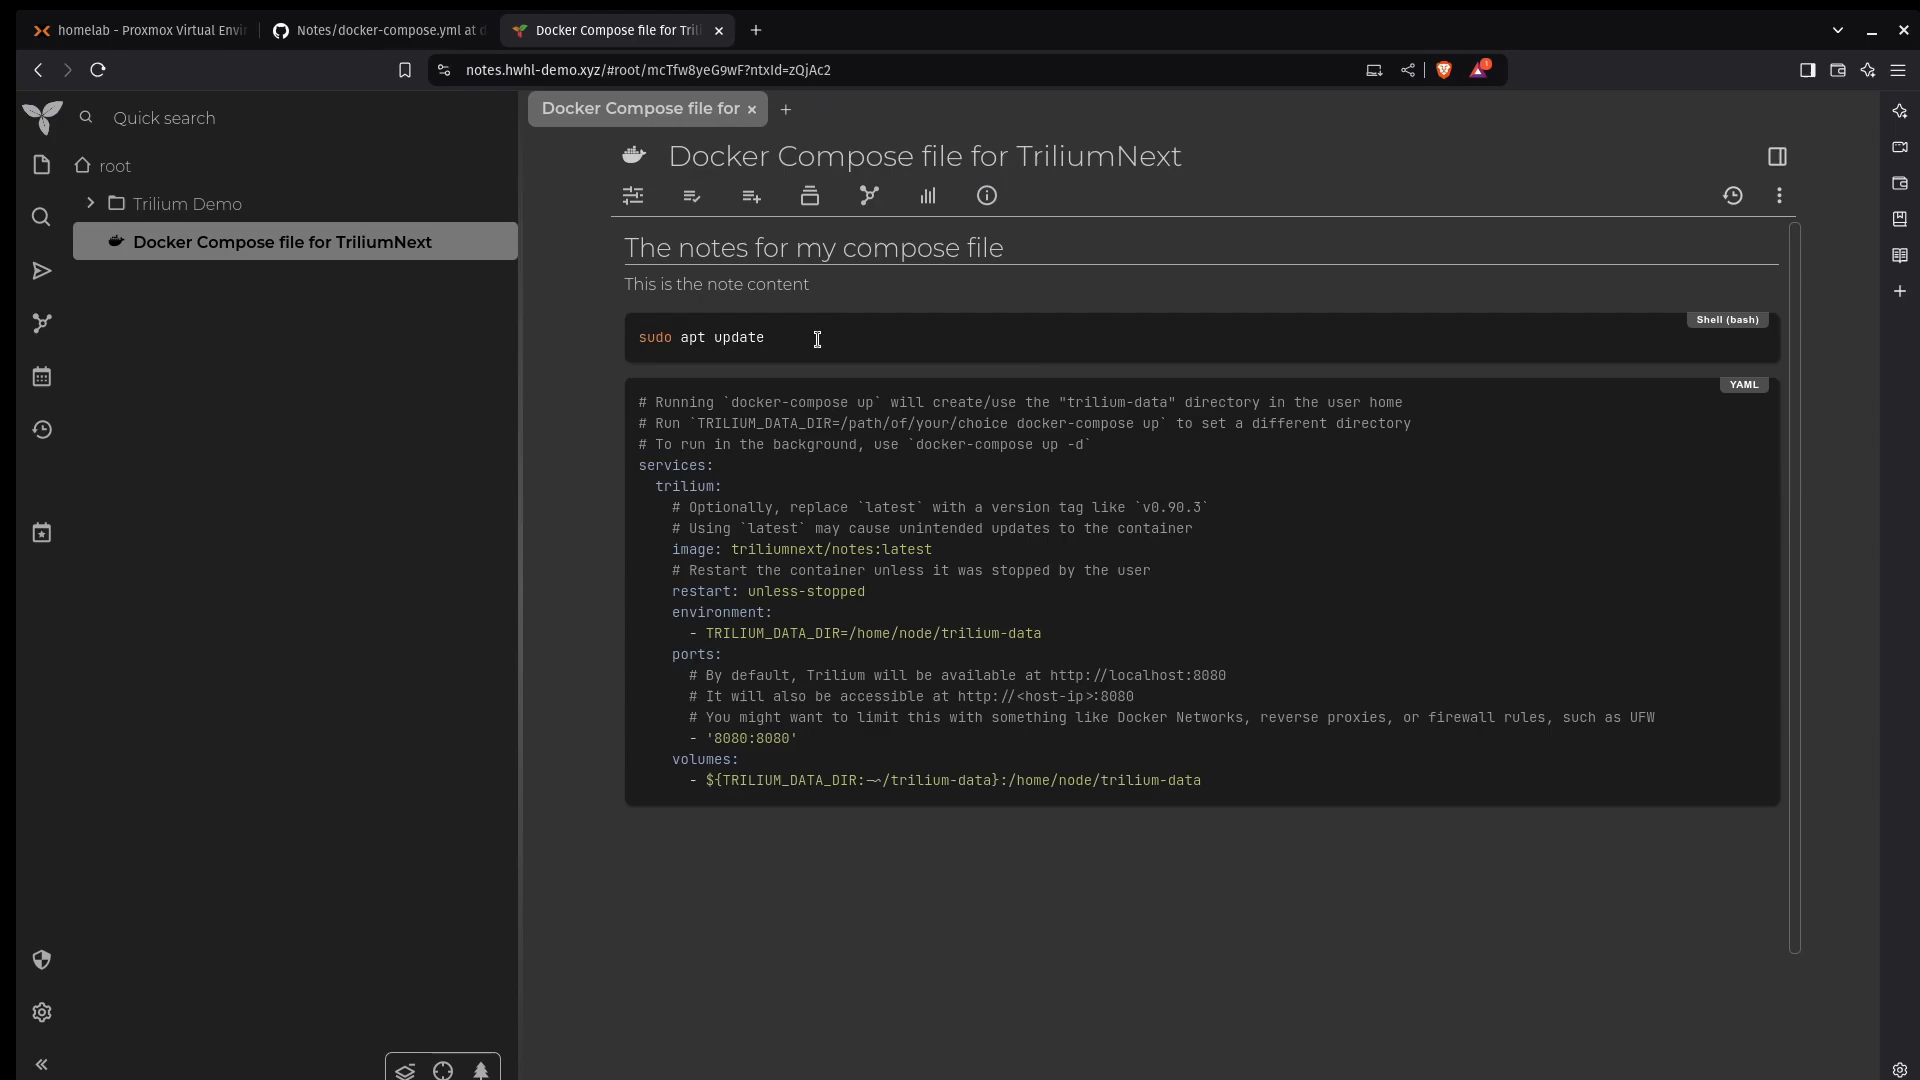 homelab - Proxmox Virtual Envi
Notes/docker-compose.yml at d
Docker Compose file for Tril
notes.hwhl-demo.xyz/#root/mcTfw8yeG9wF?ntxId=zQjAc2
1
Quick search
root
Trilium Demo
Docker Compose file for TriliumNext
Docker Compose file for
Docker Compose file for TriliumNext
The notes for my compose file
This is the note content
Shell (bash)
sudo apt update
YAML
# Running `docker-compose up` will create/use the "trilium-data" directory in the user home
# Run `TRILIUM_DATA_DIR=/path/of/your/choice docker-compose up` to set a different directory
# To run in the background, use `docker-compose up -d`
services:
  trilium:
    # Optionally, replace `latest` with a version tag like `v0.90.3`
    # Using `latest` may cause unintended updates to the container
    image: triliumnext/notes:latest
    # Restart the container unless it was stopped by the user
    restart: unless-stopped
    environment:
      - TRILIUM_DATA_DIR=/home/node/trilium-data
    ports:
      # By default, Trilium will be available at http://localhost:8080
      # It will also be accessible at http://<host-ip>:8080
      # You might want to limit this with something like Docker Networks, reverse proxies, or firewall rules, such as UFW
      - '8080:8080'
    volumes:
      - ${TRILIUM_DATA_DIR:-~/trilium-data}:/home/node/trilium-data